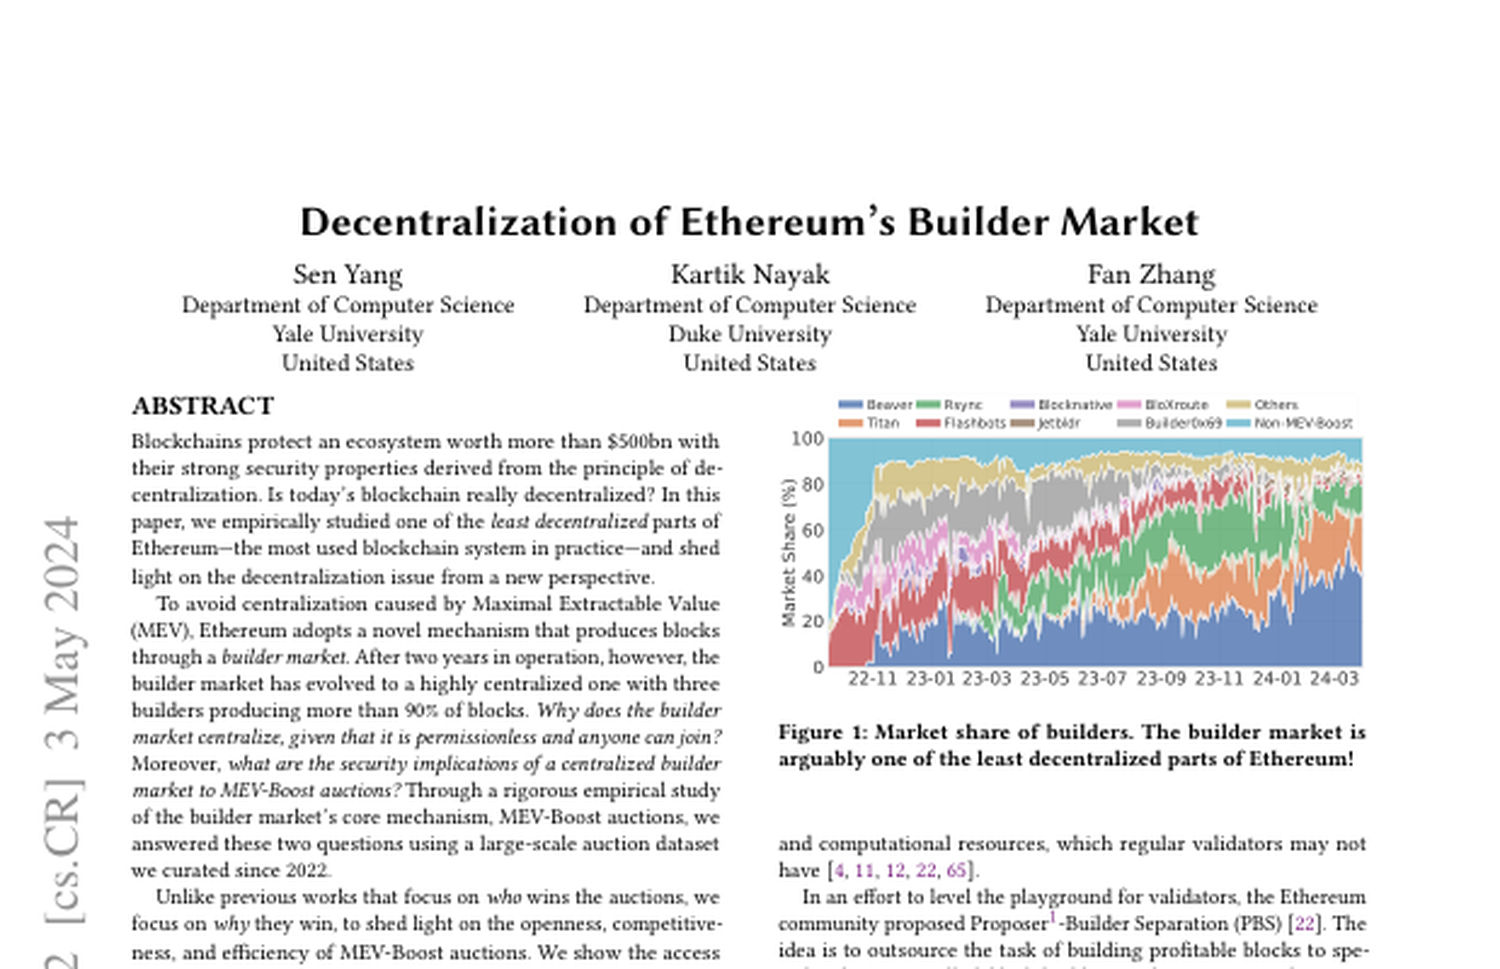 Decentralization of Ethereum's Builder Market
Sen Yang
Department of Computer Science
Yale University
United States
Kartik Nayak
Department of Computer Science
Duke University
United States
Fan Zhang
Department of Computer Science
Yale University
United States
ABSTRACT
Blockchains protect an ecosystem worth more than $500bn with
their strong security properties derived from the principle of de-
centralization. Is today's blockchain really decentralized? In this
paper, we empirically studied one of the least decentralized parts of
Ethereum—the most used blockchain system in practice—and shed
light on the decentralization issue from a new perspective.
To avoid centralization caused by Maximal Extractable Value
(MEV), Ethereum adopts a novel mechanism that produces blocks
through a builder market. After two years in operation, however, the
builder market has evolved to a highly centralized one with three
builders producing more than 90% of blocks. Why does the builder
market centralize, given that it is permissionless and anyone can join?
Moreover, what are the security implications of a centralized builder
market to MEV-Boost auctions? Through a rigorous empirical study
of the builder market's core mechanism, MEV-Boost auctions, we
answered these two questions using a large-scale auction dataset
we curated since 2022.
Unlike previous works that focus on who wins the auctions, we
focus on why they win, to shed light on the openness, competitive-
ness, and efficiency of MEV-Boost auctions. We show the access
Beaver Rsync Blocknative BloXroute Others
Titan Flashbots Jetbldr Builder0x69 Non-MEV-Boost
Market Share (%)
100
80
60
40
20
0
22-11 23-01 23-03 23-05 23-07 23-09 23-11 24-01 24-03
Figure 1: Market share of builders. The builder market is
arguably one of the least decentralized parts of Ethereum!
and computational resources, which regular validators may not
have [4, 11, 12, 22, 65].
In an effort to level the playground for validators, the Ethereum
community proposed Proposer1-Builder Separation (PBS) [22]. The
idea is to outsource the task of building profitable blocks to spe-
2 [cs.CR] 3 May 2024